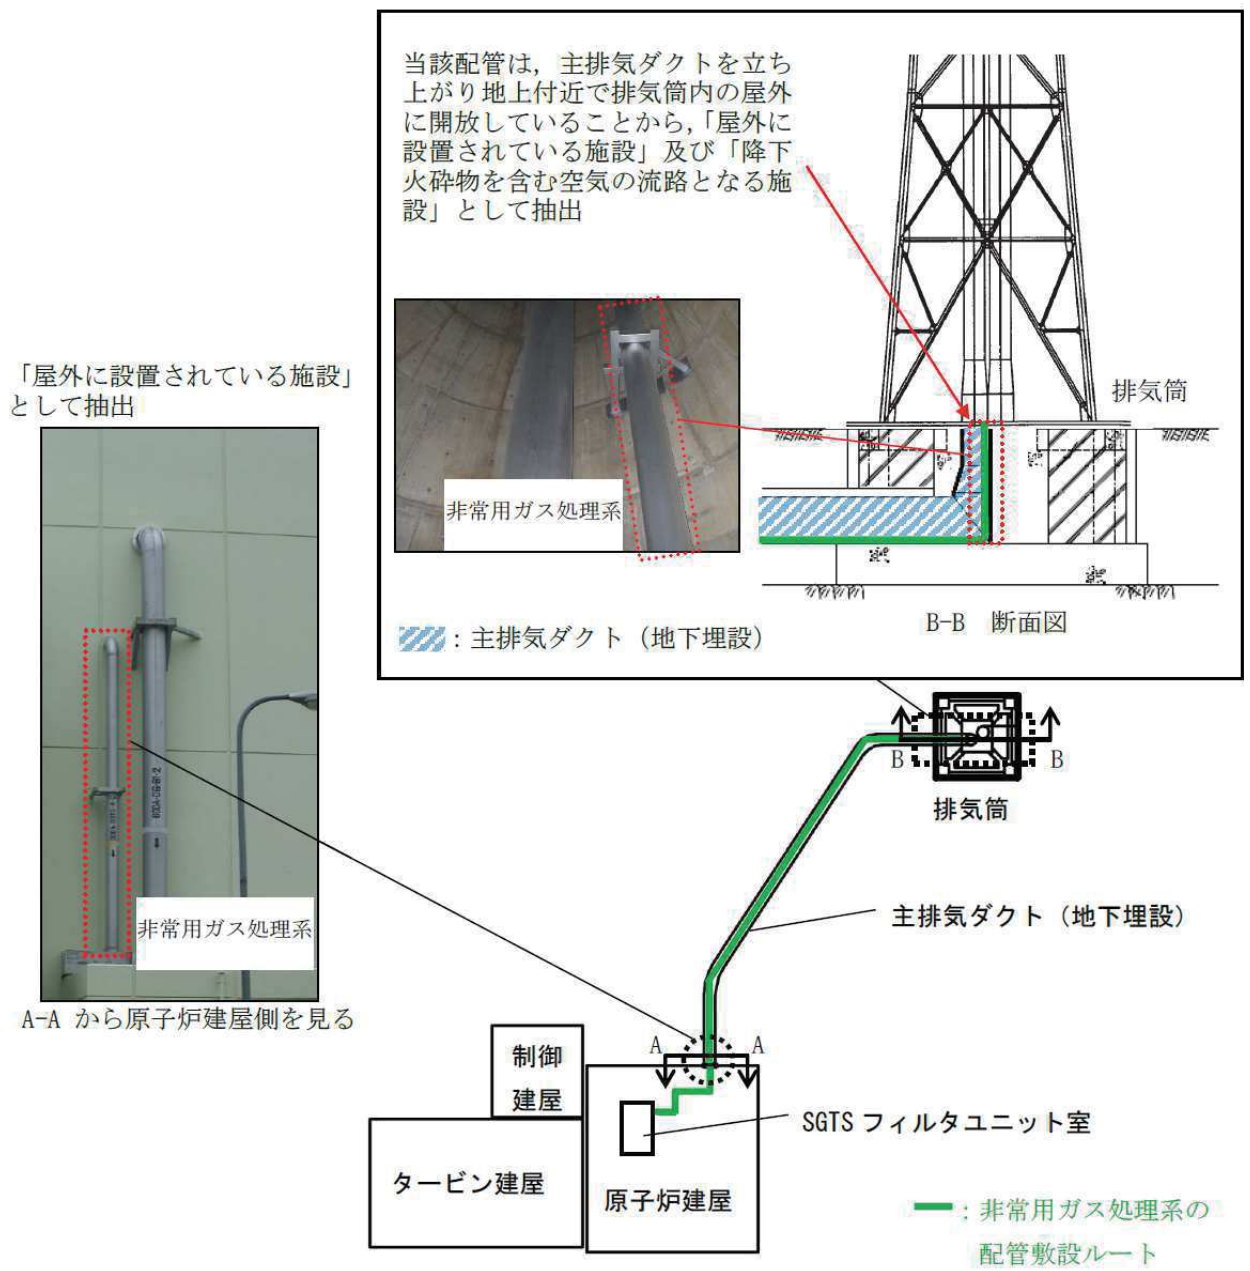 当該配管は，主排気ダクトを立ち
上がり地上付近で排気筒内の屋外
に開放していることから，「屋外に
設置されている施設」及び「降下
火砕物を含む空気の流路となる施
設」として抽出
排気筒
非常用ガス処理系
：主排気ダクト（地下埋設）
B-B 断面図
「屋外に設置されている施設」
として抽出
非常用ガス処理系
A-A から原子炉建屋側を見る
B
B
排気筒
主排気ダクト（地下埋設）
A
A
制御
建屋
SGTS フィルタユニット室
タービン建屋
原子炉建屋
：非常用ガス処理系の
配管敷設ルート